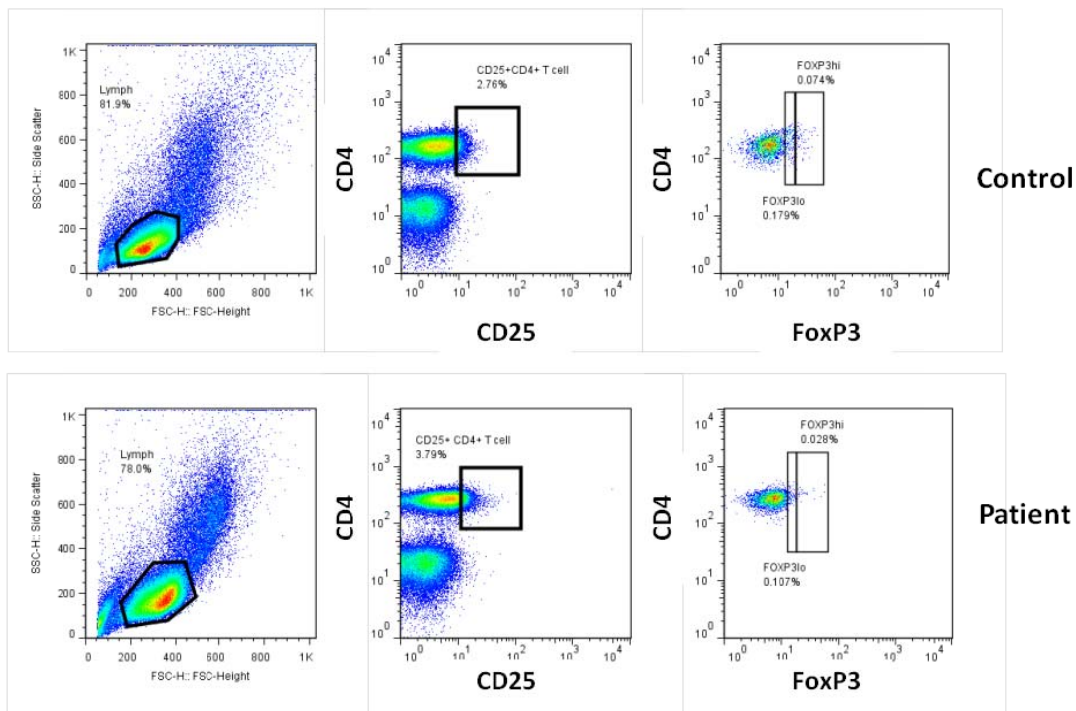 1K
800
600
400
200
0
SSC-H:: Side Scatter
Lymph
81.9%
0 200 400 600 800 1K
FSC-H:: FSC-Height
10^4
10^3
10^2
10^1
10^0
CD4
CD25+CD4+ T cell
2.76%
10^0 10^1 10^2 10^3 10^4
CD25
10^4
10^3
10^2
10^1
10^0
CD4
FOXP3hi
0.074%
FOXP3lo
0.179%
10^0 10^1 10^2 10^3 10^4
FoxP3
Control
1K
800
600
400
200
0
SSC-H:: Side Scatter
Lymph
78.0%
0 200 400 600 800 1K
FSC-H:: FSC-Height
10^4
10^3
10^2
10^1
10^0
CD4
CD25+ CD4+ T cell
3.79%
10^0 10^1 10^2 10^3 10^4
CD25
10^4
10^3
10^2
10^1
10^0
CD4
FOXP3hi
0.028%
FOXP3lo
0.107%
10^0 10^1 10^2 10^3 10^4
FoxP3
Patient